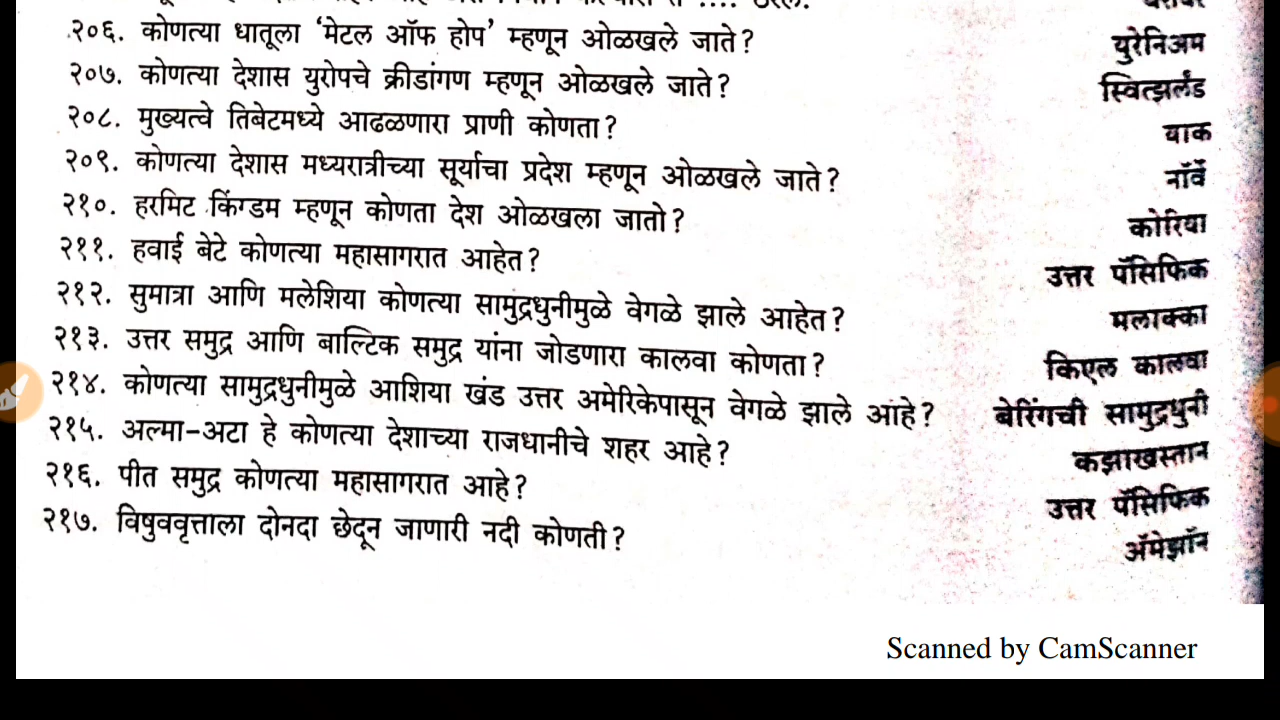 २०६. कोणत्या धातूला ‘मेटल ऑफ होप’ म्हणून ओळखले जाते? युरेनिअम
२०७. कोणत्या देशास युरोपचे क्रीडांगण म्हणून ओळखले जाते? स्वित्झर्लंड
२०८. मुख्यत्वे तिबेटमध्ये आढळणारा प्राणी कोणता? याक
२०९. कोणत्या देशास मध्यरात्रीच्या सूर्याचा प्रदेश म्हणून ओळखले जाते? नॉर्वे
२१०. हरमिट किंग्डम म्हणून कोणता देश ओळखला जातो? कोरिया
२११. हवाई बेटे कोणत्या महासागरात आहेत? उत्तर पॅसिफिक
२१२. सुमात्रा आणि मलेशिया कोणत्या सामुद्रधुनीमुळे वेगळे झाले आहेत? मलाक्का
२१३. उत्तर समुद्र आणि बाल्टिक समुद्र यांना जोडणारा कालवा कोणता? किएल कालवा
२१४. कोणत्या सामुद्रधुनीमुळे आशिया खंड उत्तर अमेरिकेपासून वेगळे झाले आहे? बेरिंगची सामुद्रधुनी
२१५. अल्मा-अटा हे कोणत्या देशाच्या राजधानीचे शहर आहे? कझाखस्तान
२१६. पीत समुद्र कोणत्या महासागरात आहे? उत्तर पॅसिफिक
२१७. विषुववृत्ताला दोनदा छेदून जाणारी नदी कोणती? ॲमेझॉन
Scanned by CamScanner